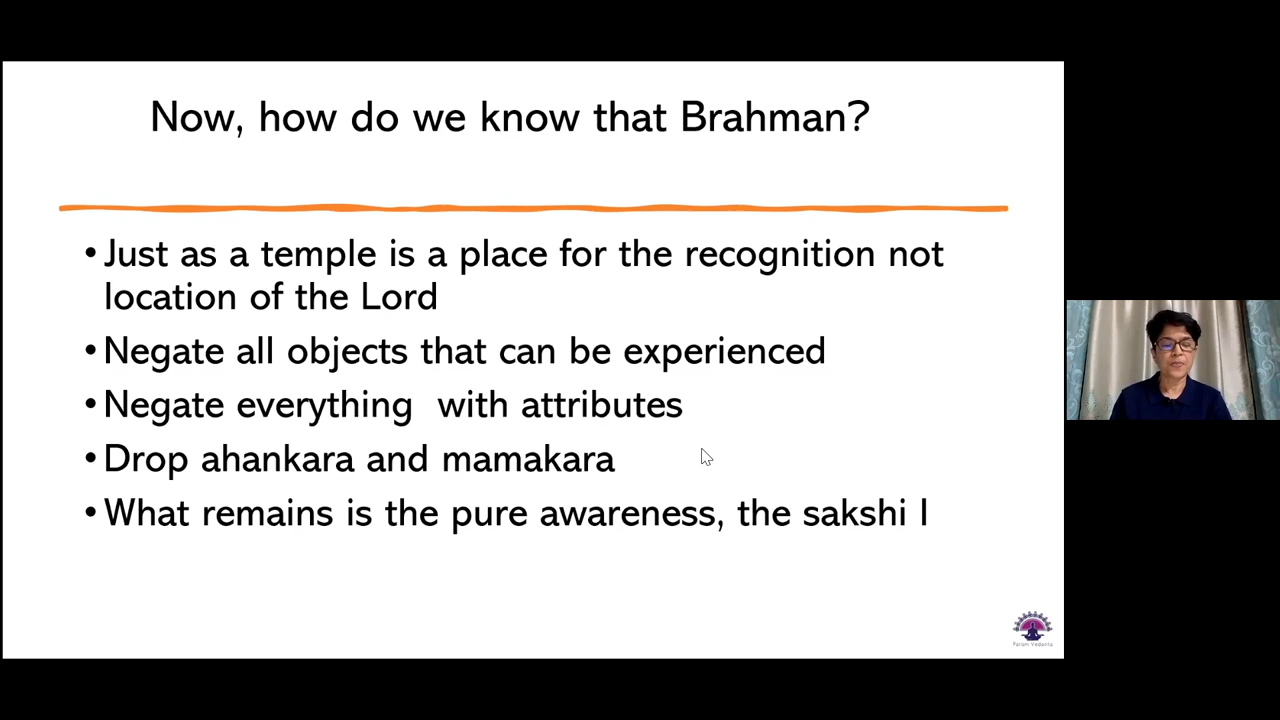 Now, how do we know that Brahman?
•Just as a temple is a place for the recognition not
location of the Lord
•Negate all objects that can be experienced
•Negate everything  with attributes
•Drop ahankara and mamakara
•What remains is the pure awareness, the sakshi I
Param Vedanta